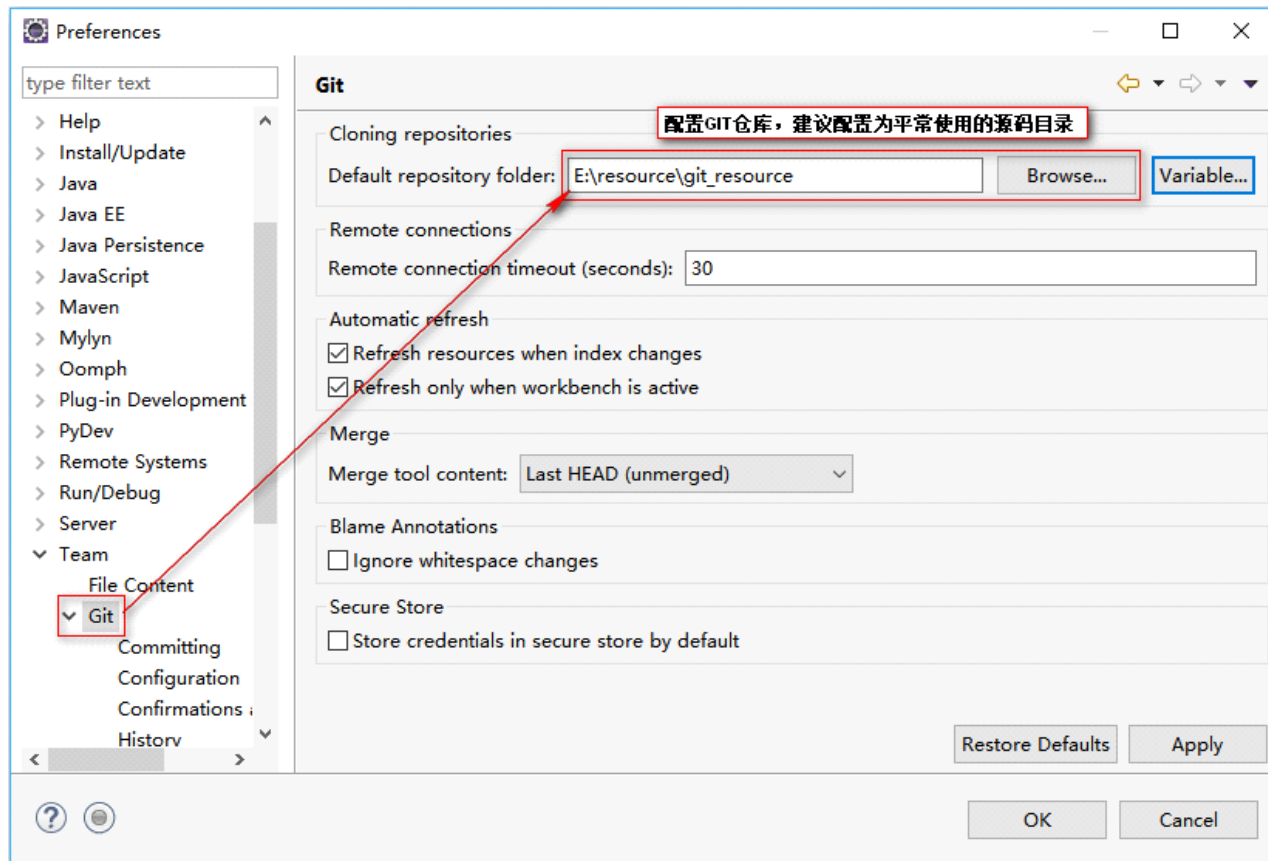 Preferences
type filter text
Help
Install/Update
Java
Java EE
Java Persistence
JavaScript
Maven
Mylyn
Oomph
Plug-in Development
PyDev
Remote Systems
Run/Debug
Server
Team
File Content
Git
Committing
Configuration
Confirmations a
History
Git
配置GIT仓库，建议配置为平常使用的源码目录
Cloning repositories
Default repository folder: E:\resource\git_resource Browse... Variable...
Remote connections
Remote connection timeout (seconds): 30
Automatic refresh
Refresh resources when index changes
Refresh only when workbench is active
Merge
Merge tool content: Last HEAD (unmerged)
Blame Annotations
Ignore whitespace changes
Secure Store
Store credentials in secure store by default
Restore Defaults Apply
OK Cancel